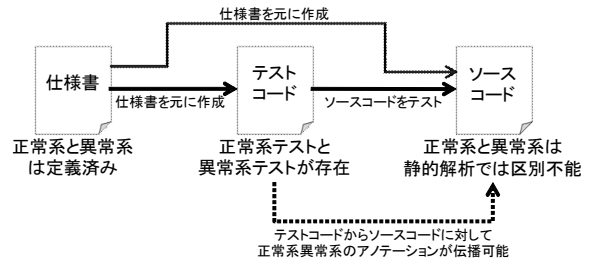 仕様書を元に作成
仕様書
テスト
コード
ソース
コード
仕様書を元に作成
ソースコードをテスト
正常系と異常系
は定義済み
正常系テストと
異常系テストが存在
正常系と異常系は
静的解析では区別不能
テストコードからソースコードに対して
正常系異常系のアノテーションが伝播可能